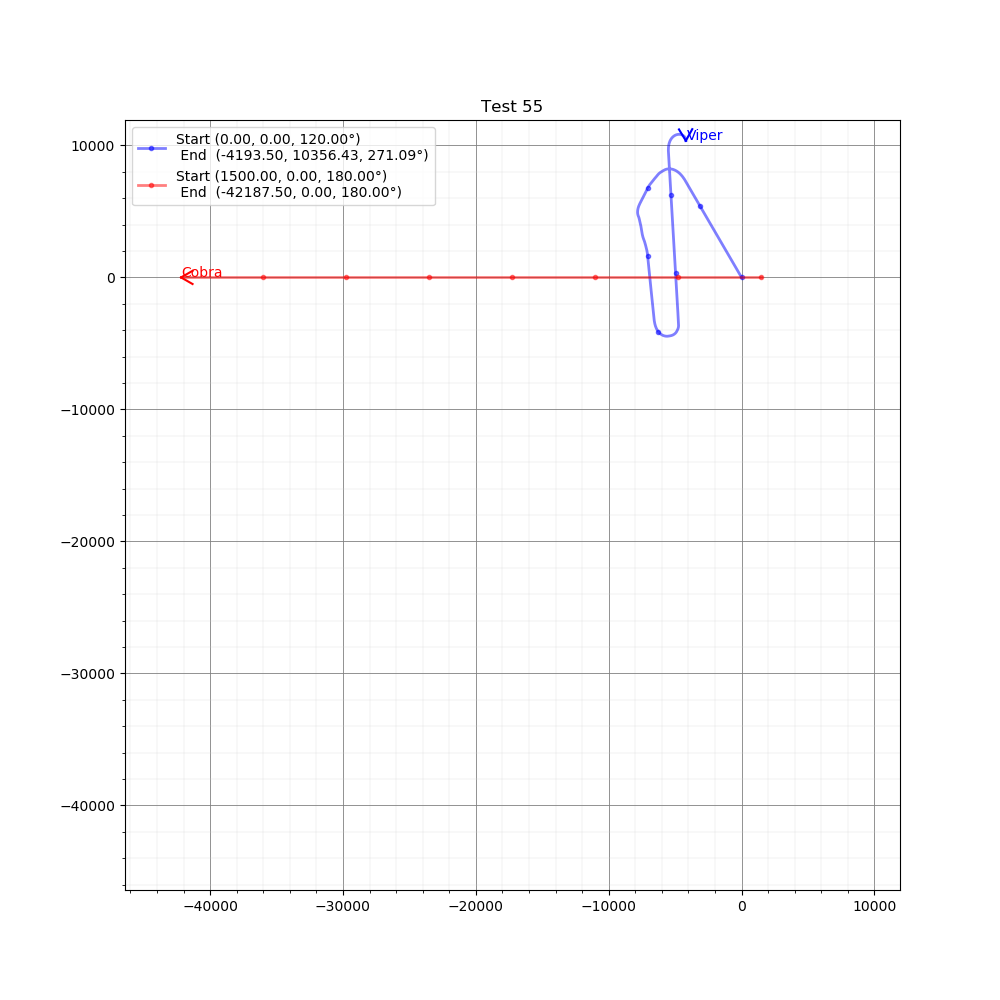 Test 55
Start (0.00, 0.00, 120.00°)
End (-4193.50, 10356.43, 271.09°)
Start (1500.00, 0.00, 180.00°)
End (-42187.50, 0.00, 180.00°)
Viper
Cobra
10000
0
−10000
−20000
−30000
−40000
−40000
−30000
−20000
−10000
0
10000